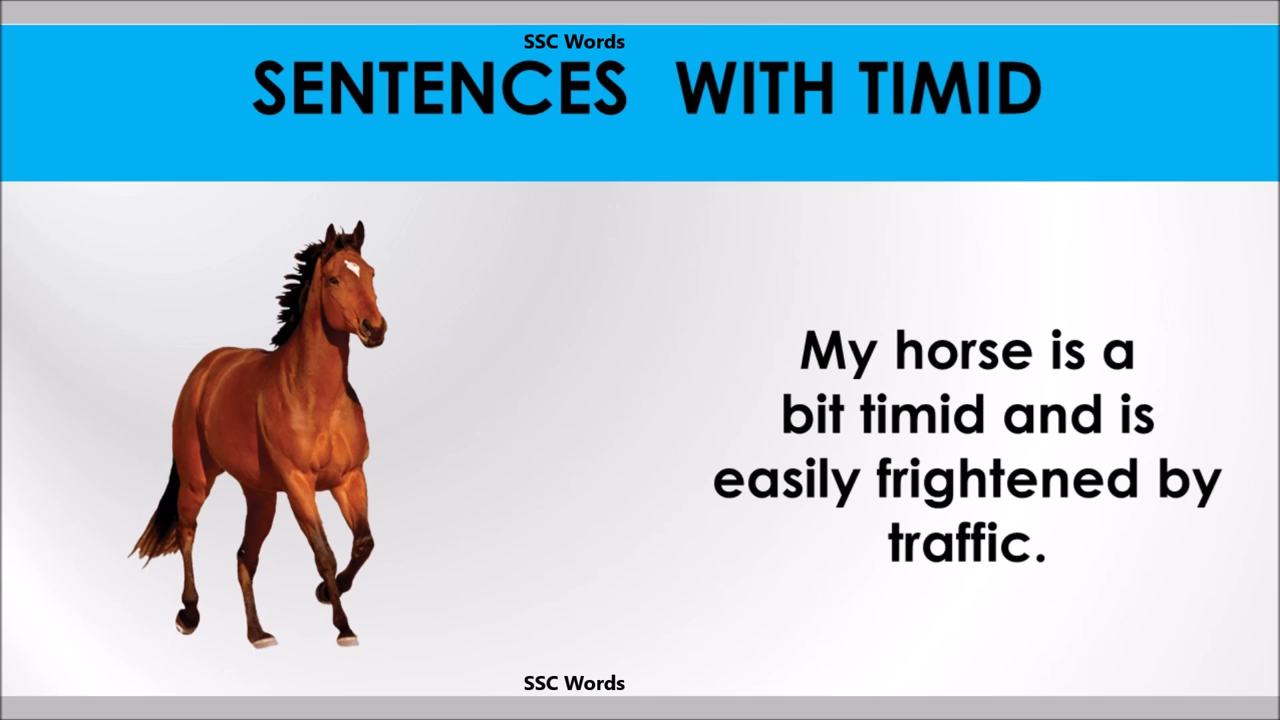 SSC Words
SENTENCES WITH TIMID
My horse is a
bit timid and is
easily frightened by
traffic.
SSC Words